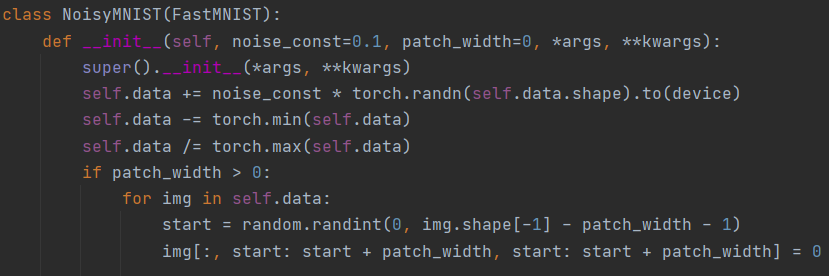 class NoisyMNIST(FastMNIST):
    def __init__(self, noise_const=0.1, patch_width=0, *args, **kwargs):
        super().__init__(*args, **kwargs)
        self.data += noise_const * torch.randn(self.data.shape).to(device)
        self.data -= torch.min(self.data)
        self.data /= torch.max(self.data)
        if patch_width > 0:
            for img in self.data:
                start = random.randint(0, img.shape[-1] - patch_width - 1)
                img[:, start: start + patch_width, start: start + patch_width] = 0